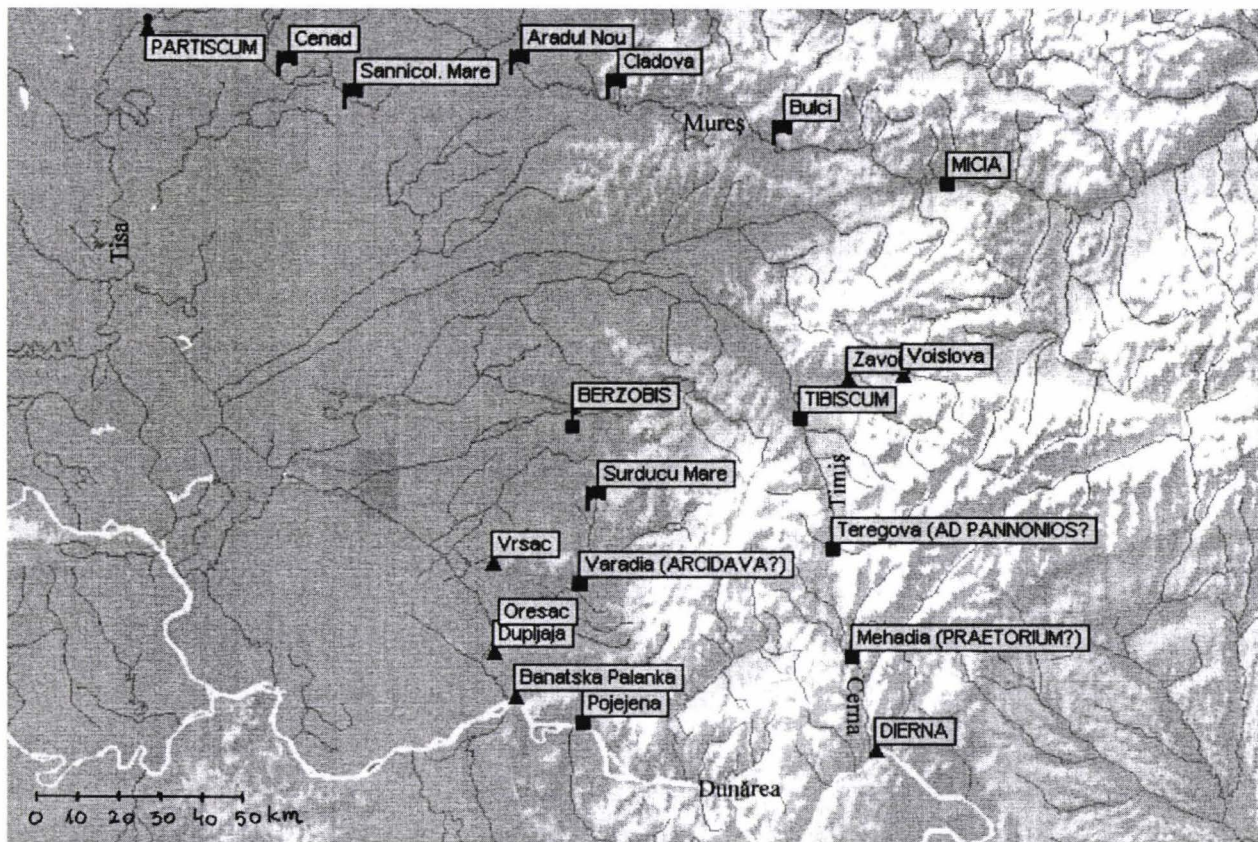 PARTISCUM
Cenad
Aradul Nou
Sannicol. Mare
Cladova
Mureş
Bulci
MICIA
Tisa
Zavoi
Voislova
BERZOBIS
TIBISCUM
Surducu Mare
Timiş
Teregova (AD PANNONIOS?
Vrsac
Varadia (ARCIDAVA?)
Oresac
Dupljaja
Mehadia (PRAETORIUM?)
Banatska Palanka
Pojejena
Cerna
DIERNA
Dunărea
0 10 20 30 50 km